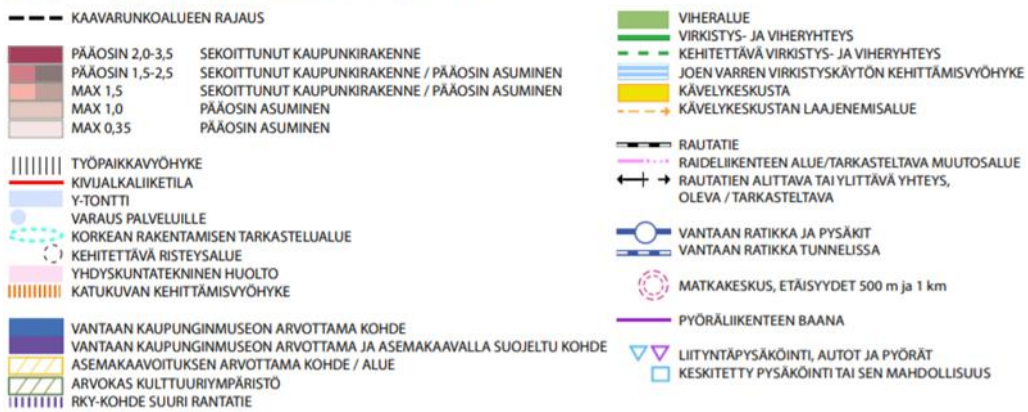 KAAVARUNKOALUEEN RAJAUS
PÄÄOSIN 2,0-3,5 SEKOITTUNUT KAUPUNKIRAKENNE
PÄÄOSIN 1,5-2,5 SEKOITTUNUT KAUPUNKIRAKENNE / PÄÄOSIN ASUMINEN
MAX 1,5 SEKOITTUNUT KAUPUNKIRAKENNE / PÄÄOSIN ASUMINEN
MAX 1,0 PÄÄOSIN ASUMINEN
MAX 0,35 PÄÄOSIN ASUMINEN
TYÖPAIKKAVYÖHYKE
KIVIJALKALIIKETILA
Y-TONTTI
VARAUS PALVELUILLE
KORKEAN RAKENTAMISEN TARKASTELUALUE
KEHITETTÄVÄ RISTEYSALUE
YHDYSKUNTATEKNINEN HUOLTO
KATUKUVAN KEHITTÄMISVYÖHYKE
VANTAAN KAUPUNGINMUSEON ARVOTTAMA KOHDE
VANTAAN KAUPUNGINMUSEON ARVOTTAMA JA ASEMAKAAVALLA SUOJELTU KOHDE
ASEMAKAAVOITUKSEN ARVOTTAMA KOHDE / ALUE
ARVOKAS KULTTUURIYMPÄRISTÖ
RKY-KOHDE SUURI RANTATIE
VIHERALUE
VIRKISTYS- JA VIHERYHTEYS
KEHITETTÄVÄ VIRKISTYS- JA VIHERYHTEYS
JOEN VARREN VIRKISTYSKÄYTÖN KEHITTÄMISVYÖHYKE
KÄVELYKESKUSTA
KÄVELYKESKUSTAN LAAJENEMISALUE
RAUTATIE
RAIDELIIKENTEEN ALUE/TARKASTELTAVA MUUTOSALUE
RAUTATIEN ALITTAVA TAI YLITTÄVÄ YHTEYS,
OLEVA / TARKASTELTAVA
VANTAAN RATIKKA JA PYSÄKIT
VANTAAN RATIKKA TUNNELISSA
MATKAKESKUS, ETÄISYYDET 500 m ja 1 km
PYÖRÄLIIKENTEEN BAANA
LIITYNTÄPYSÄKÖINTI, AUTOT JA PYÖRÄT
KESKITETTY PYSÄKÖINTI TAI SEN MAHDOLLISUUS